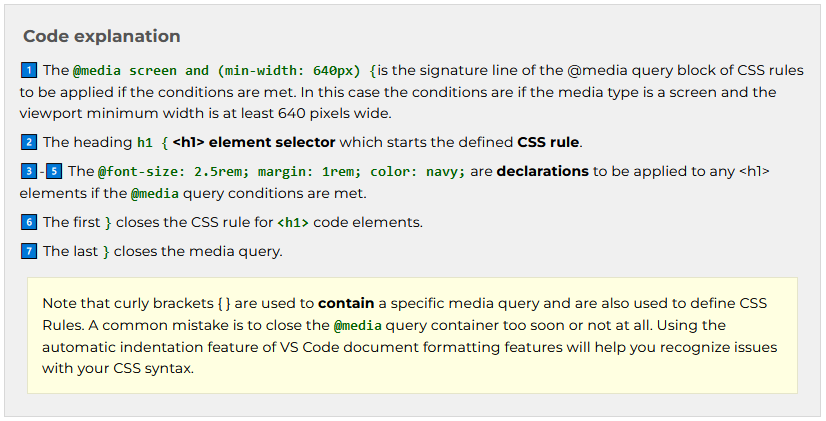 Code explanation
1 The @media screen and (min-width: 640px) { is the signature line of the @media query block of CSS rules
to be applied if the conditions are met. In this case the conditions are if the media type is a screen and the
viewport minimum width is at least 640 pixels wide.
2 The heading h1 { <h1> element selector which starts the defined CSS rule.
3 - 5 The @font-size: 2.5rem; margin: 1rem; color: navy; are declarations to be applied to any <h1>
elements if the @media query conditions are met.
6 The first } closes the CSS rule for <h1> code elements.
7 The last } closes the media query.
Note that curly brackets { } are used to contain a specific media query and are also used to define CSS
Rules. A common mistake is to close the @media query container too soon or not at all. Using the
automatic indentation feature of VS Code document formatting features will help you recognize issues
with your CSS syntax.